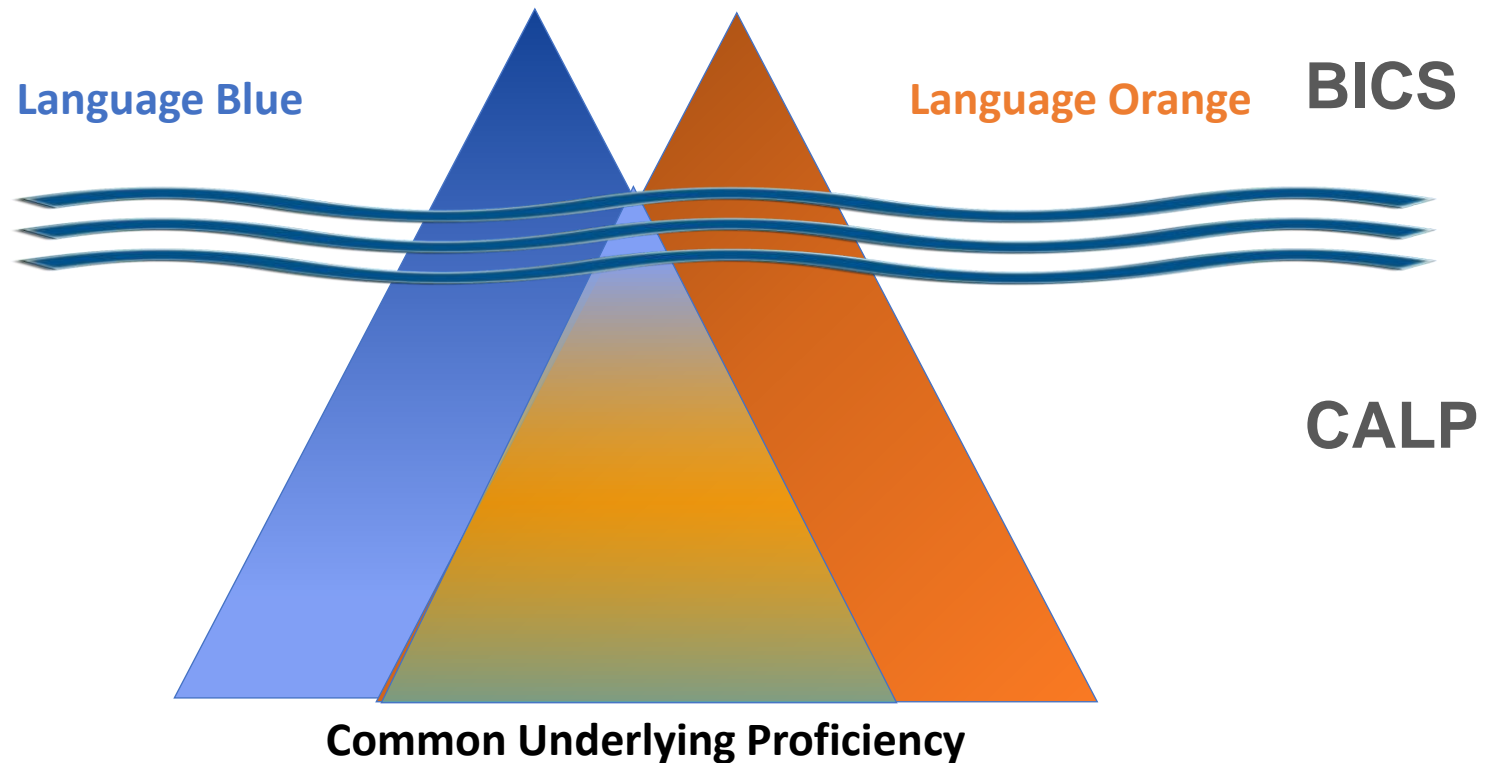 Language Blue
Language Orange
BICS
CALP
Common Underlying Proficiency